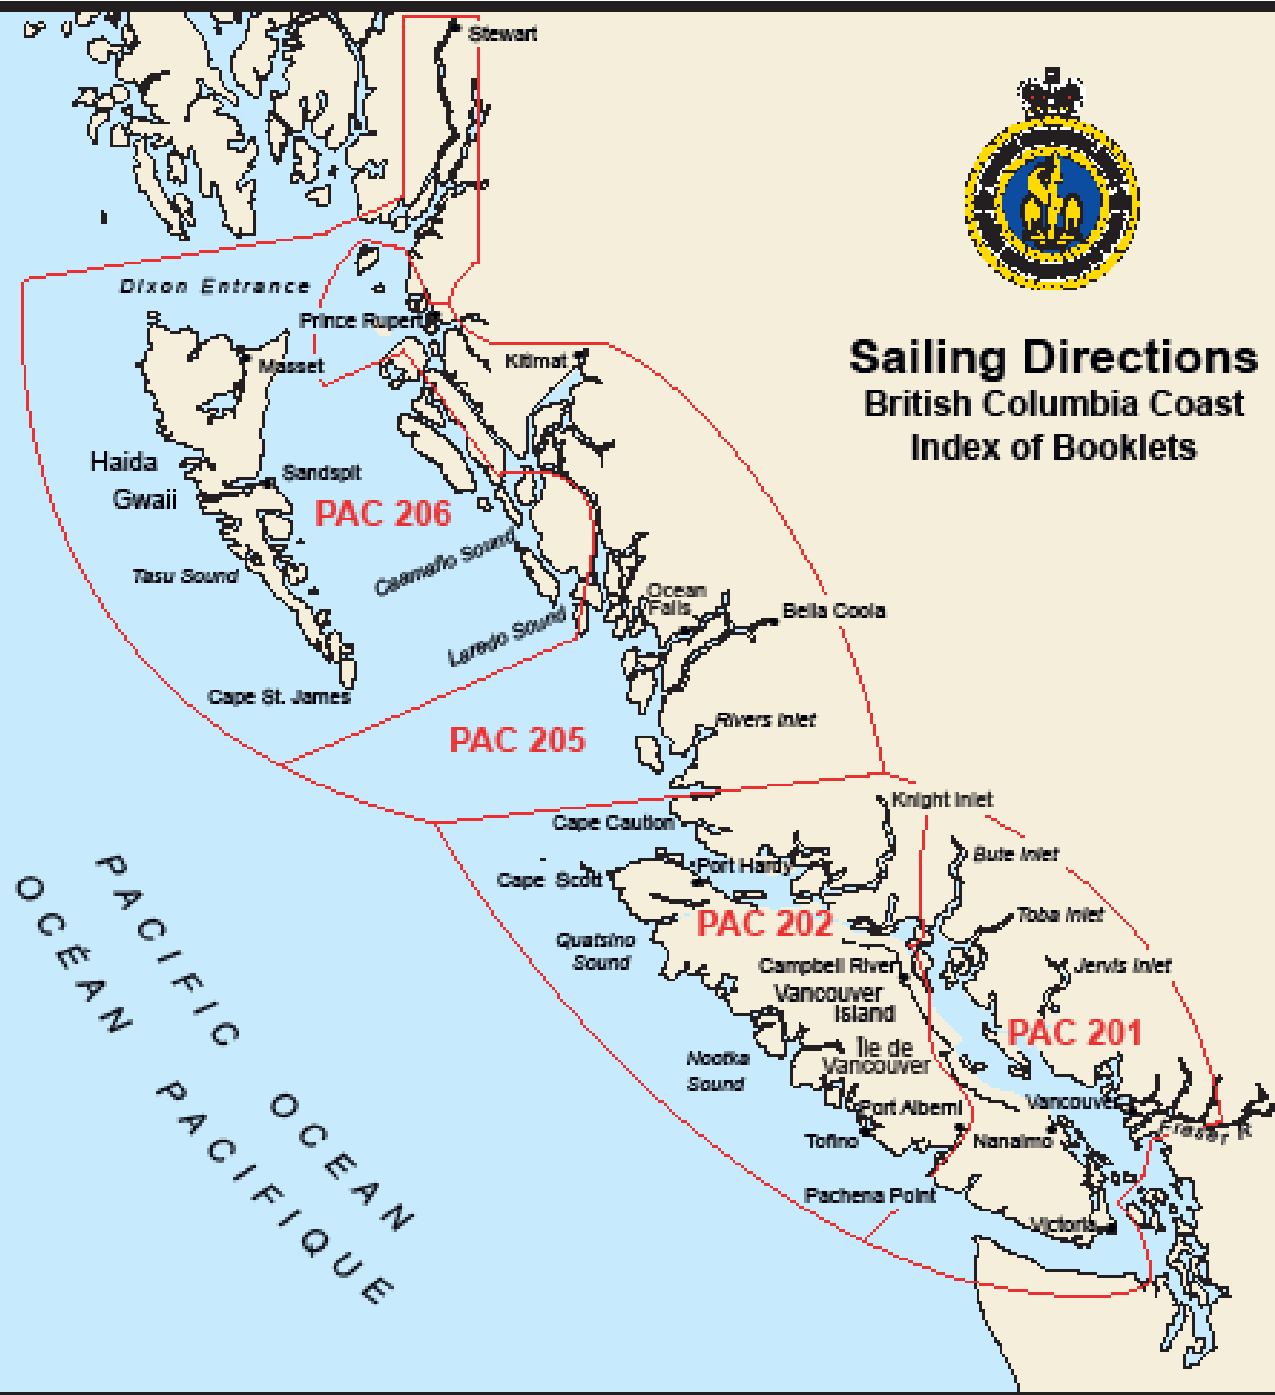 Stewart
Dixon Entrance
Prince Rupert
Masset
Kitimat
Sailing Directions
British Columbia Coast
Index of Booklets
Haida
Gwaii
Sandspit
PAC 206
Caamaño Sound
Tasu Sound
Ocean
Falls
Bella Coola
Laredo Sound
Cape St. James
Rivers Inlet
PAC 205
Knight Inlet
Cape Caution
Bute Inlet
Port Hardy
Cape Scott
Toba Inlet
PAC 202
Quatsino
Sound
Campbell River
Jervis Inlet
Vancouver
Island
PAC 201
Île de
Vancouver
Nootka
Sound
Port Alberni
Vancouver
Fraser R
Tofino
Nanaimo
Pachena Point
Victoria
PACIFIC OCEAN
OCÉAN PACIFIQUE